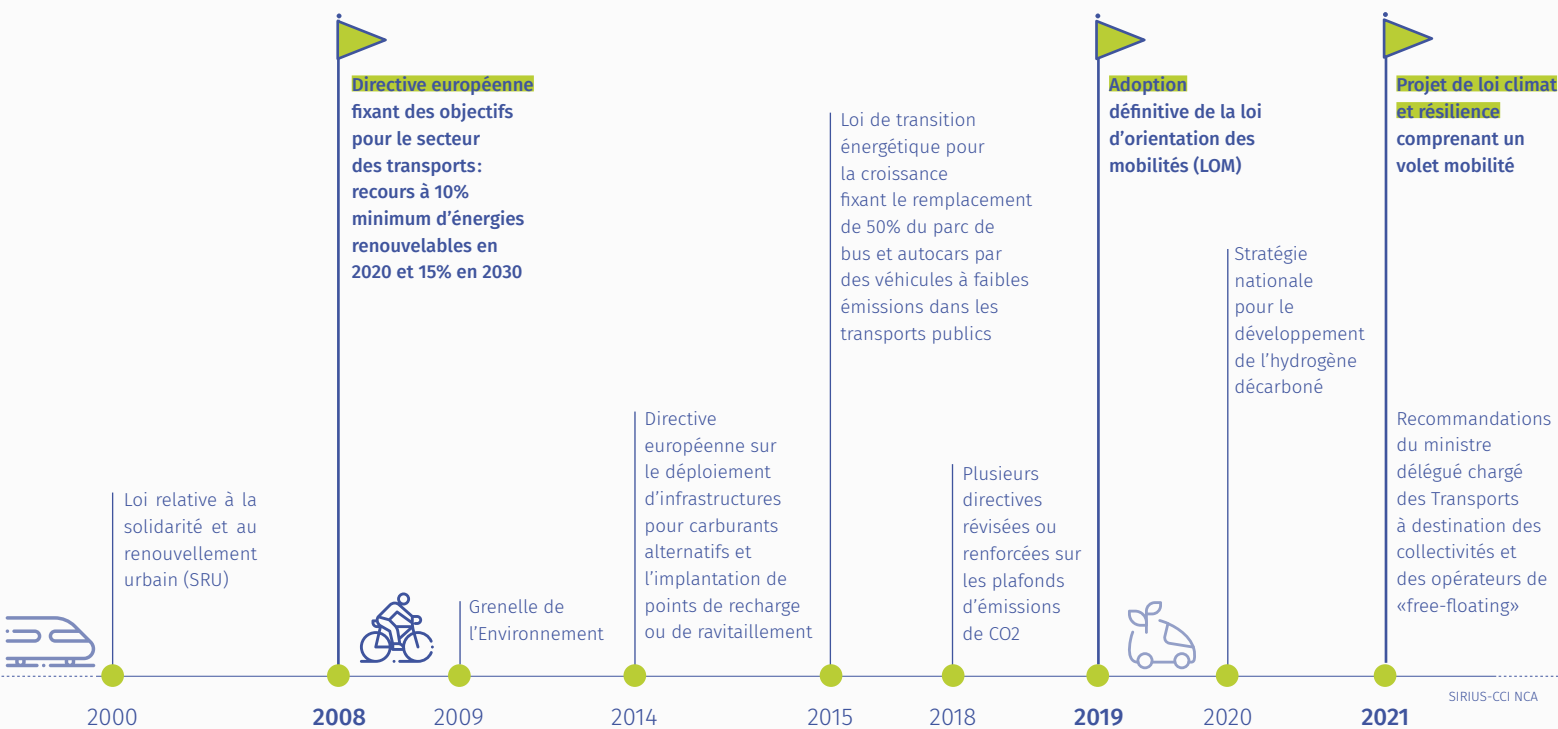 Loi relative à la
solidarité et au
renouvellement
urbain (SRU)
Directive européenne
fixant des objectifs
pour le secteur
des transports:
recours à 10%
minimum d'énergies
renouvelables en
2020 et 15% en 2030
Grenelle de
l'Environnement
Directive
européenne sur
le déploiement
d'infrastructures
pour carburants
alternatifs et
l'implantation de
points de recharge
ou de ravitaillement
Loi de transition
énergétique pour
la croissance
fixant le remplacement
de 50% du parc de
bus et autocars par
des véhicules à faibles
émissions dans les
transports publics
Plusieurs
directives
révisées ou
renforcées sur
les plafonds
d'émissions
de CO2
Adoption
définitive de la loi
d'orientation des
mobilités (LOM)
Stratégie
nationale
pour le
développement
de l'hydrogène
décarboné
Projet de loi climat
et résilience
comprenant un
volet mobilité
Recommandations
du ministre
délégué chargé
des Transports
à destination des
collectivités et
des opérateurs de
«free-floating»
SIRIUS-CCI NCA
2000
2008
2009
2014
2015
2018
2019
2020
2021